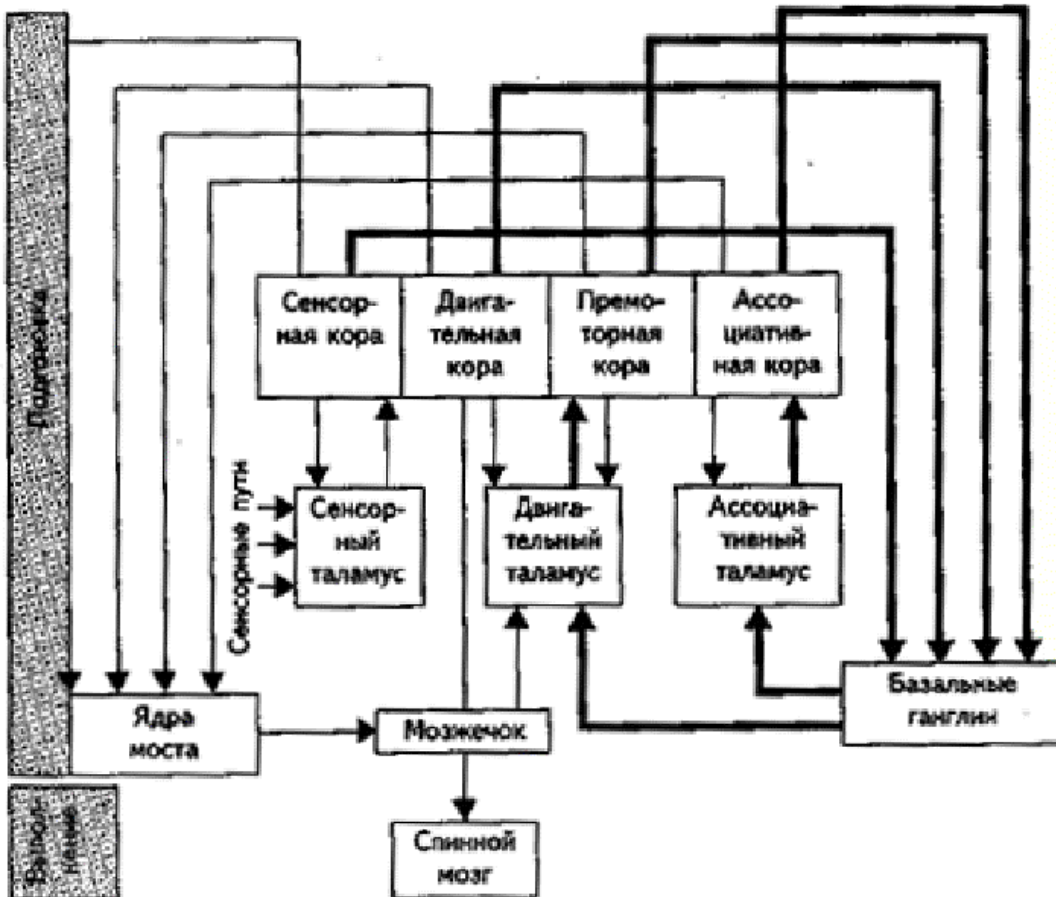 Подготовка
Сенсор-
ная кора
Двига-
тельная
кора
Премо-
торная
кора
Ассо-
циатив-
ная кора
Сенсорные пути
Сенсор-
ный
таламус
Двига-
тельный
таламус
Ассоциа-
тивный
таламус
Ядра
моста
Мозжечок
Базальные
ганглии
Выпол-
нение
Спинной
мозг